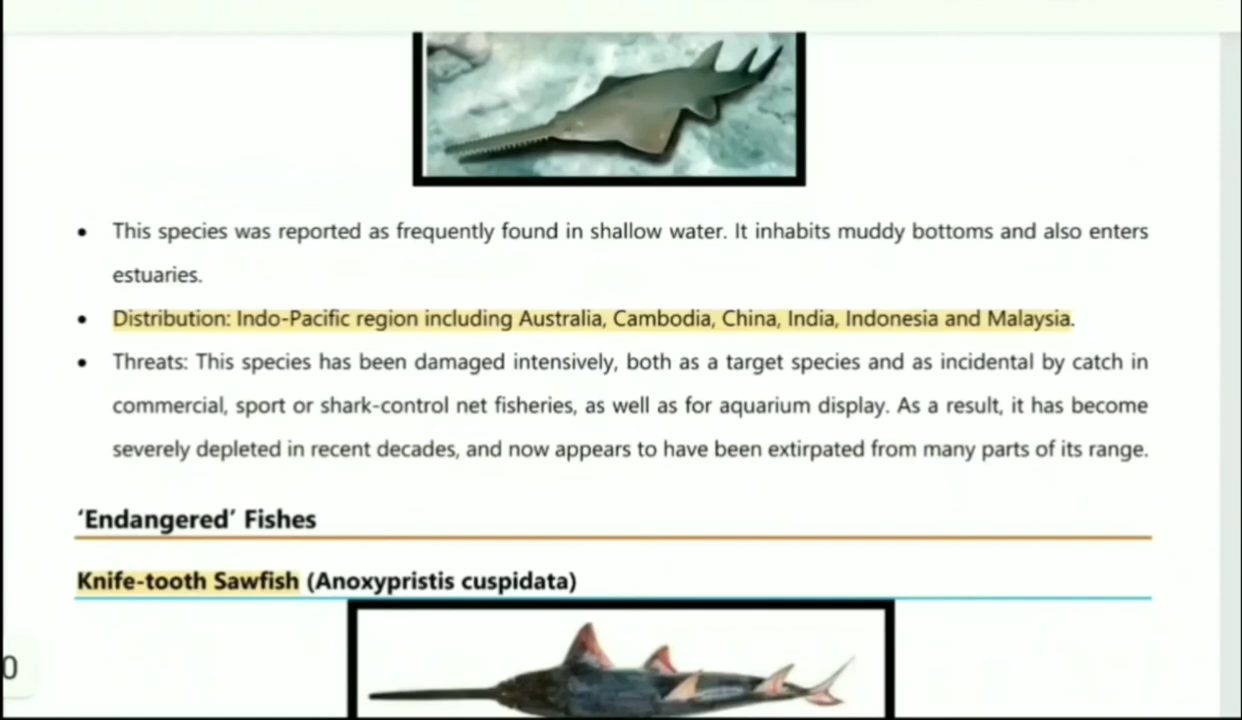 • This species was reported as frequently found in shallow water. It inhabits muddy bottoms and also enters
estuaries.
• Distribution: Indo-Pacific region including Australia, Cambodia, China, India, Indonesia and Malaysia.
• Threats: This species has been damaged intensively, both as a target species and as incidental by catch in
commercial, sport or shark-control net fisheries, as well as for aquarium display. As a result, it has become
severely depleted in recent decades, and now appears to have been extirpated from many parts of its range.
‘Endangered’ Fishes
Knife-tooth Sawfish (Anoxypristis cuspidata)
0